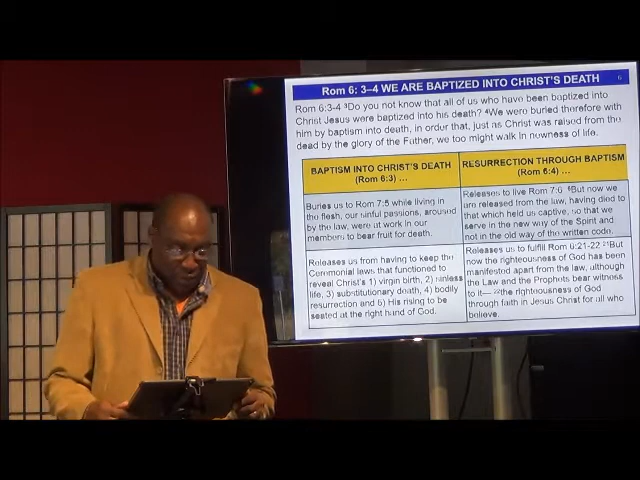 Rom 6: 3–4 WE ARE BAPTIZED INTO CHRIST'S DEATH
6
Rom 6:3-4 ³Do you not know that all of us who have been baptized into
Christ Jesus were baptized into his death? ⁴We were buried therefore with
him by baptism into death, in order that, just as Christ was raised from the
dead by the glory of the Father, we too might walk in newness of life.
BAPTISM INTO CHRIST'S DEATH
(Rom 6:3) ...
Buries us to Rom 7:5 while living in
the flesh, our sinful passions, aroused
by the law, were at work in our
members to bear fruit for death.
Releases us from having to keep the
Ceremonial laws that functioned to
reveal Christ's 1) virgin birth, 2) sinless
life, 3) substitutionary death, 4) bodily
resurrection and 5) His rising to be
seated at the right hand of God.
RESURRECTION THROUGH BAPTISM
(Rom 6:4) ...
Releases to live Rom 7:6 ⁶But now we
are released from the law, having died to
that which held us captive, so that we
serve in the new way of the Spirit and
not in the old way of the written code.
Releases us to fulfill Rom 6:21-22 ²¹But
now the righteousness of God has been
manifested apart from the law, although
the Law and the Prophets bear witness
to it— ²²the righteousness of God
through faith in Jesus Christ for all who
believe.